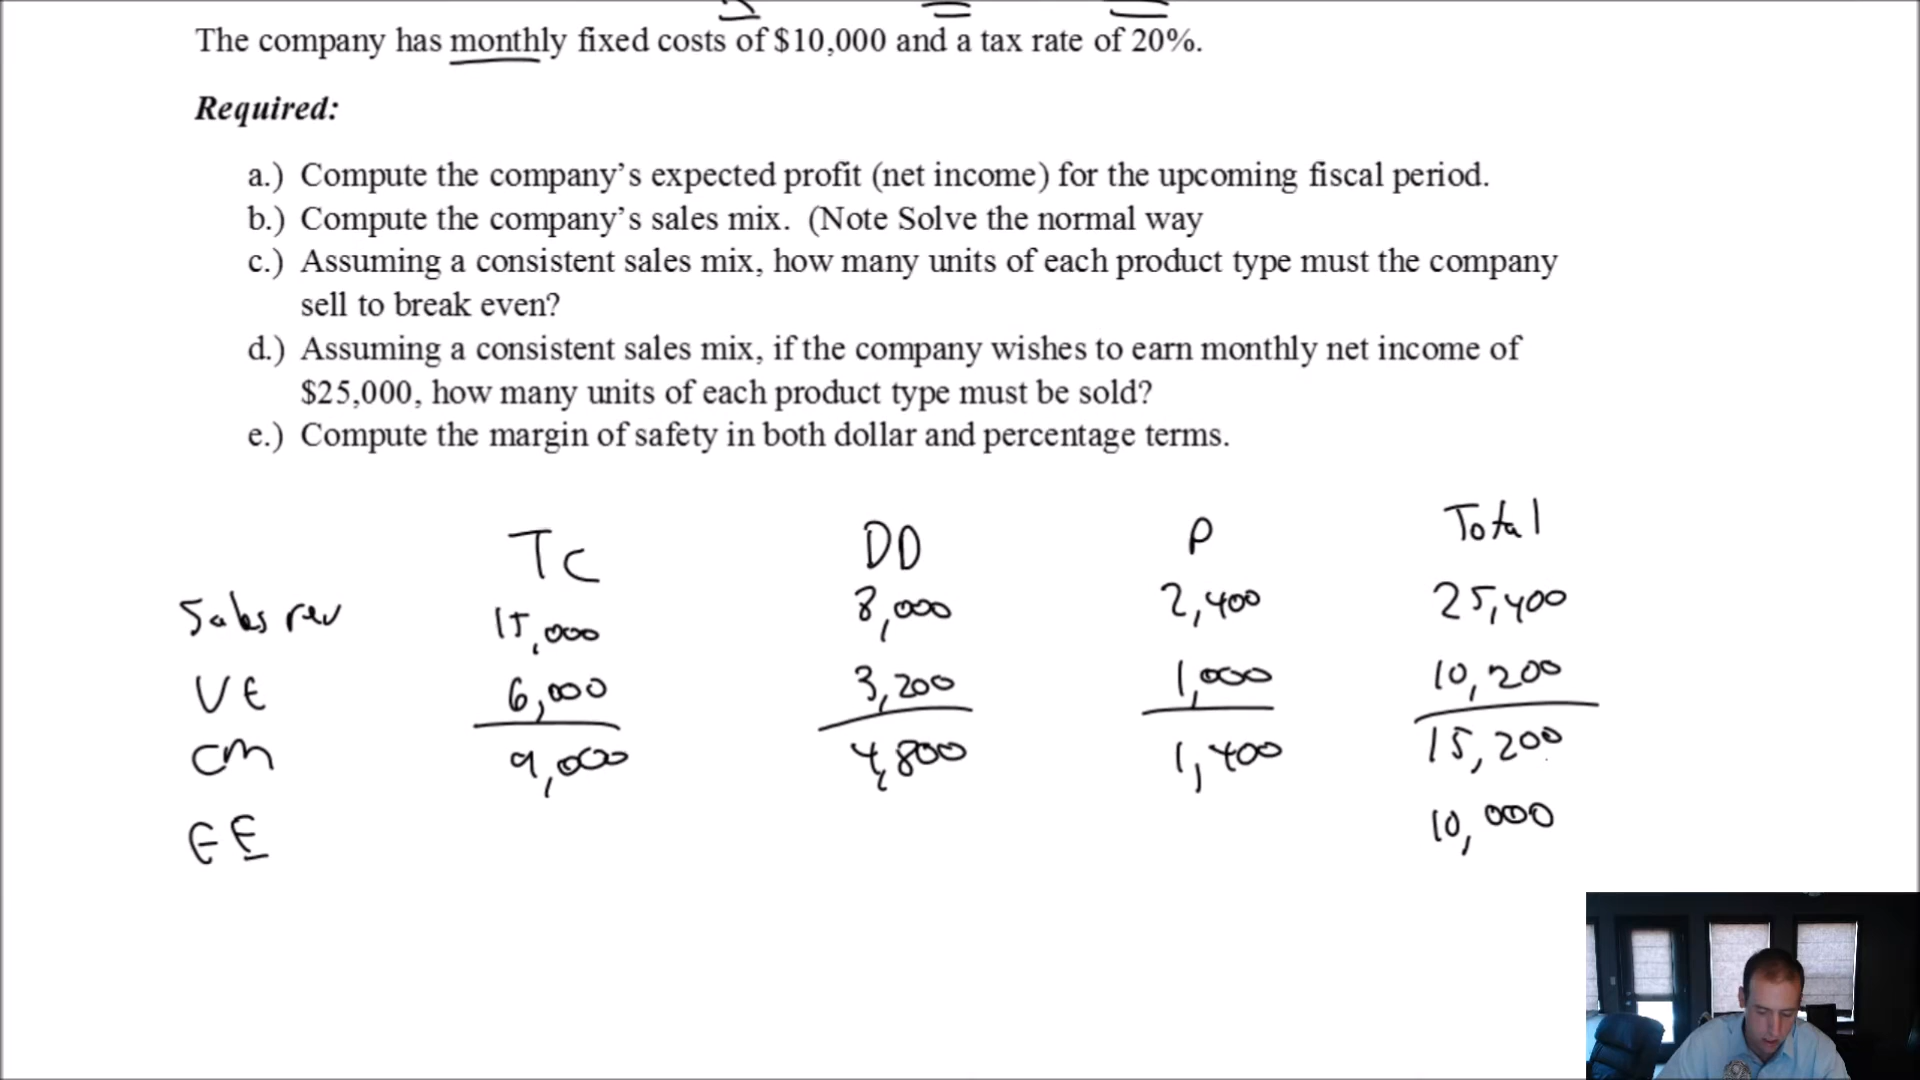 The company has monthly fixed costs of $10,000 and a tax rate of 20%.
Required:
a.) Compute the company's expected profit (net income) for the upcoming fiscal period.
b.) Compute the company's sales mix. (Note Solve the normal way
c.) Assuming a consistent sales mix, how many units of each product type must the company
sell to break even?
d.) Assuming a consistent sales mix, if the company wishes to earn monthly net income of
$25,000, how many units of each product type must be sold?
e.) Compute the margin of safety in both dollar and percentage terms.
TC DD P Total
Sales rev 15,000 8,000 2,400 25,400
VE 6,000 3,200 1,000 10,200
CM 9,000 4,800 1,400 15,200
FE 10,000